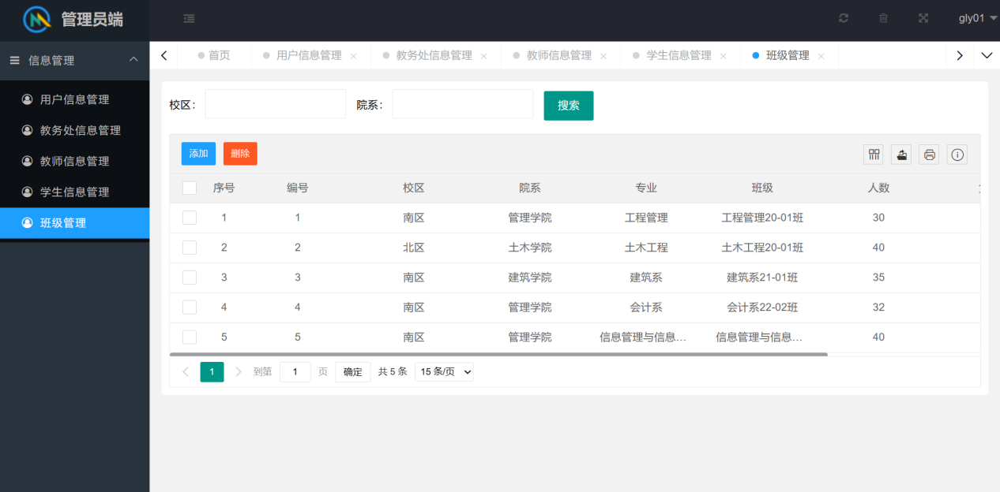 管理员端
gly01
信息管理
用户信息管理
教务处信息管理
教师信息管理
学生信息管理
班级管理
首页 用户信息管理 教务处信息管理 教师信息管理 学生信息管理 班级管理
校区: 院系: 搜索
添加 删除
序号 编号 校区 院系 专业 班级 人数
1 1 南区 管理学院 工程管理 工程管理20-01班 30
2 2 北区 土木学院 土木工程 土木工程20-01班 40
3 3 南区 建筑学院 建筑系 建筑系21-01班 35
4 4 南区 管理学院 会计系 会计系22-02班 32
5 5 南区 管理学院 信息管理与信息... 信息管理与信息... 40
1 到第 1 页 确定 共 5 条 15 条/页